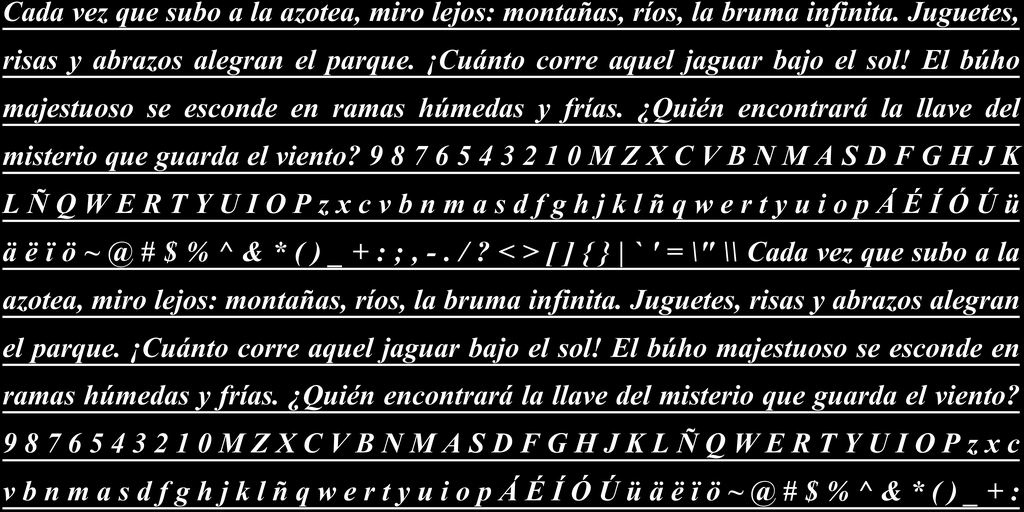 Cada vez que subo a la azotea, miro lejos: montañas, ríos, la bruma infinita. Juguetes,
risas y abrazos alegran el parque. ¡Cuánto corre aquel jaguar bajo el sol! El búho
majestuoso se esconde en ramas húmedas y frías. ¿Quién encontrará la llave del
misterio que guarda el viento? 9 8 7 6 5 4 3 2 1 0 M Z X C V B N M A S D F G H J K
L Ñ Q W E R T Y U I O P z x c v b n m a s d f g h j k l ñ q w e r t y u i o p Á É Í Ó Ú ü
ä ë ï ö ~ @ # $ % ^ & * ( ) _ + : ; , - . / ? < > [ ] { } | ` ' = \" \\ Cada vez que subo a la
azotea, miro lejos: montañas, ríos, la bruma infinita. Juguetes, risas y abrazos alegran
el parque. ¡Cuánto corre aquel jaguar bajo el sol! El búho majestuoso se esconde en
ramas húmedas y frías. ¿Quién encontrará la llave del misterio que guarda el viento?
9 8 7 6 5 4 3 2 1 0 M Z X C V B N M A S D F G H J K L Ñ Q W E R T Y U I O P z x c
v b n m a s d f g h j k l ñ q w e r t y u i o p Á É Í Ó Ú ü ä ë ï ö ~ @ # $ % ^ & * ( ) _ + :